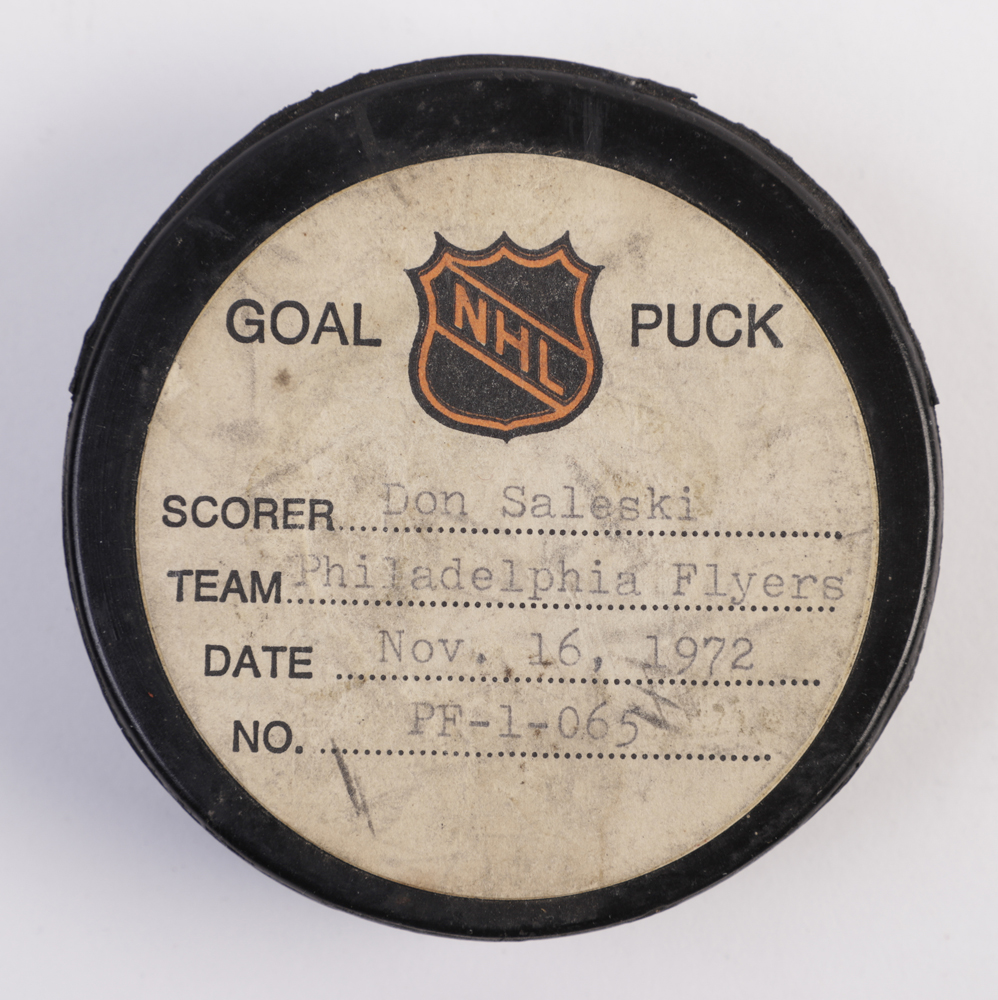 GOAL NHL PUCK
SCORER Don Saleski
TEAM Philadelphia Flyers
DATE Nov. 16, 1972
NO. PF-1-065